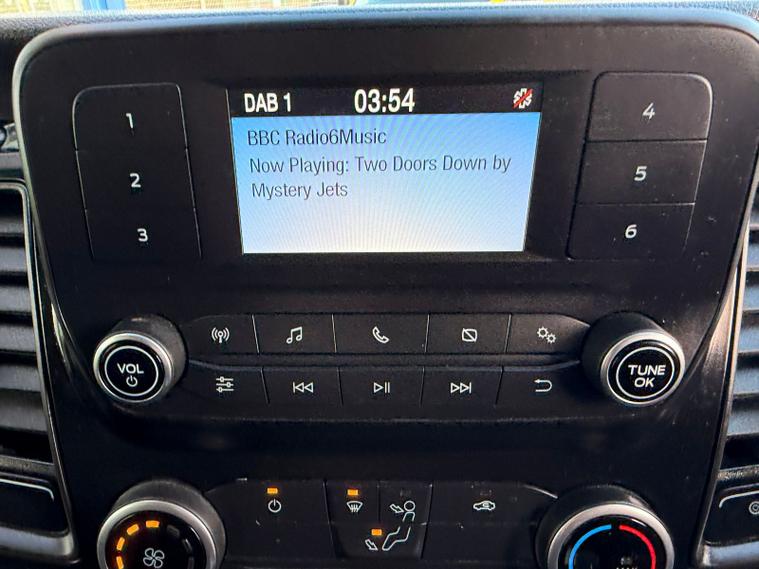 DAB 1 03:54
BBC Radio6Music
Now Playing: Two Doors Down by
Mystery Jets
1
2
3
4
5
6
VOL
TUNE
OK